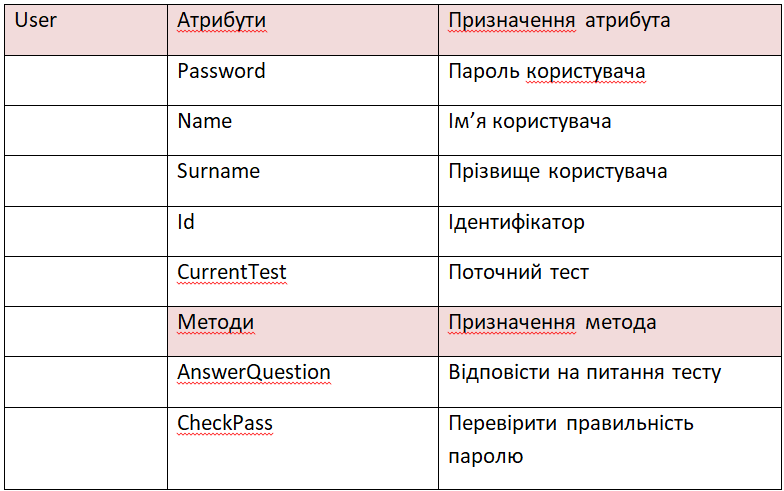 User Атрибути Призначення атрибута
Password Пароль користувача
Name Ім’я користувача
Surname Прізвище користувача
Id Ідентифікатор
CurrentTest Поточний тест
Методи Призначення метода
AnswerQuestion Відповісти на питання тесту
CheckPass Перевірити правильність
паролю